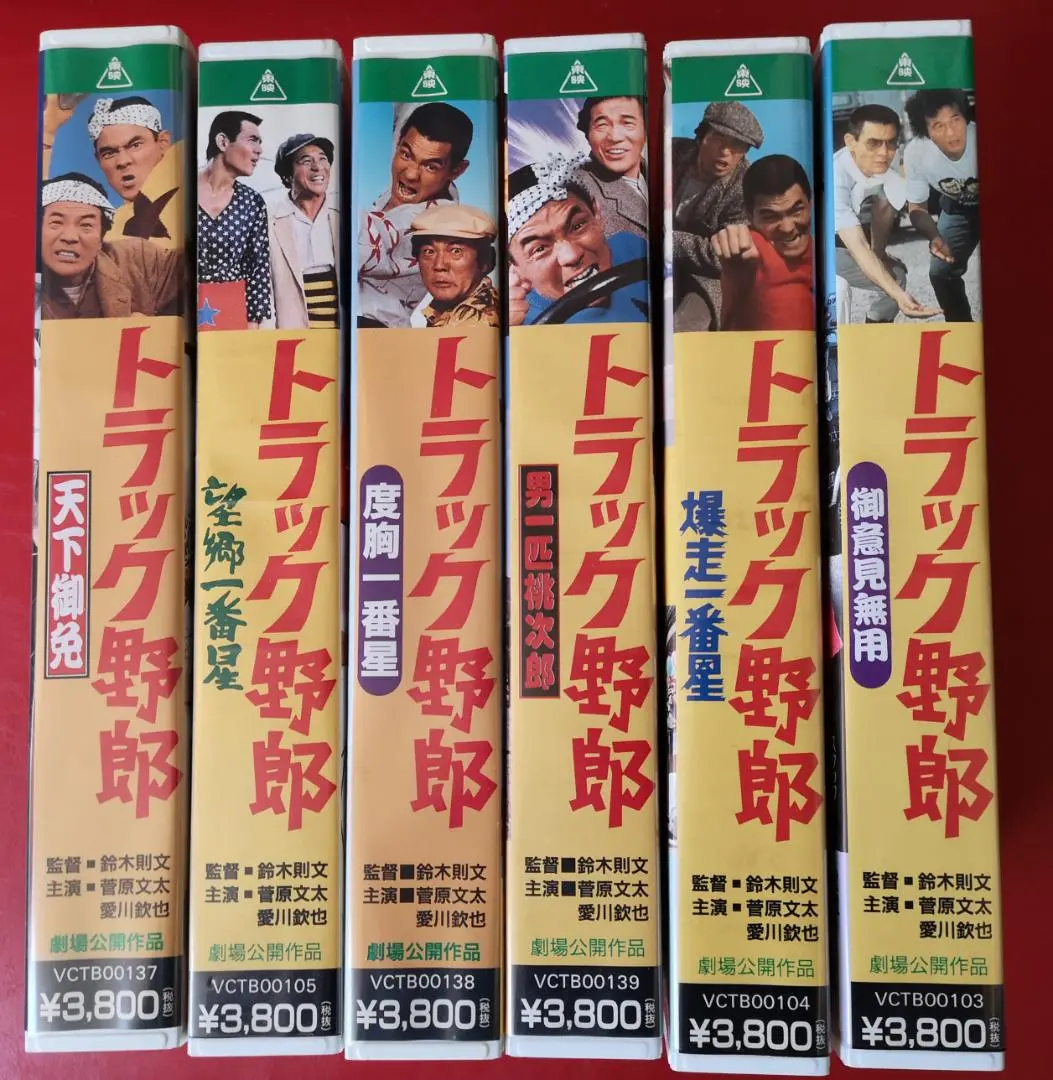 東映
トラック野郎
天下御免
監督■鈴木則文
主演■菅原文太
愛川欽也
劇場公開作品
VCTB00137
¥3,800(税抜)
東映
トラック野郎
望郷一番星
監督■鈴木則文
主演■菅原文太
愛川欽也
劇場公開作品
VCTB00105
¥3,800(税抜)
東映
トラック野郎
度胸一番星
監督■鈴木則文
主演■菅原文太
愛川欽也
劇場公開作品
VCTB00138
¥3,800(税抜)
東映
トラック野郎
男一匹桃次郎
監督■鈴木則文
主演■菅原文太
愛川欽也
劇場公開作品
VCTB00139
¥3,800(税抜)
東映
トラック野郎
爆走一番星
監督■鈴木則文
主演■菅原文太
愛川欽也
劇場公開作品
VCTB00104
¥3,800(税抜)
東映
トラック野郎
御意見無用
監督■鈴木則文
主演■菅原文太
愛川欽也
劇場公開作品
VCTB00103
¥3,800(税抜)